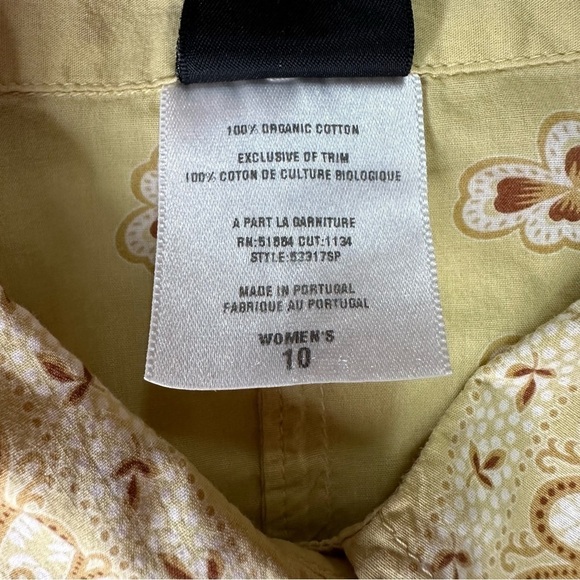 100% ORGANIC COTTON
EXCLUSIVE OF TRIM
100% COTON DE CULTURE BIOLOGIQUE
A PART LA GARNITURE
RN:51884 CUT:1134
STYLE:53317SP
MADE IN PORTUGAL
FABRIQUE AU PORTUGAL
WOMEN'S
10